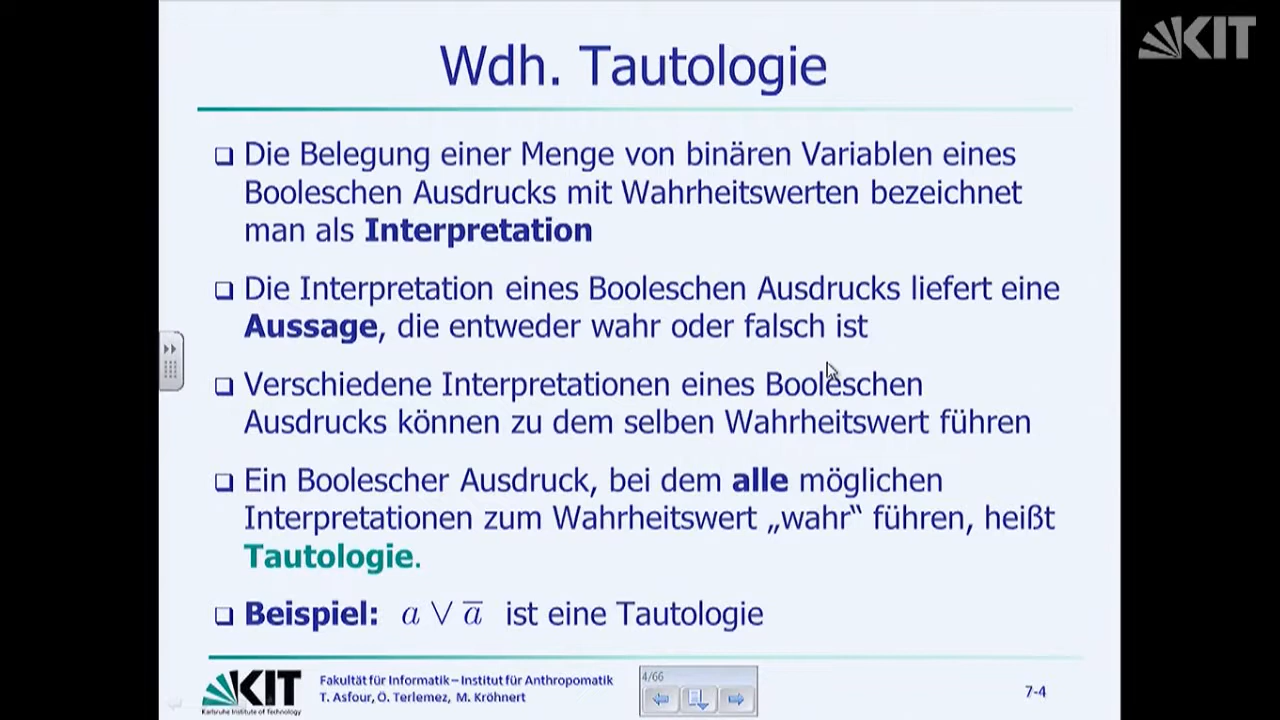 KIT
Wdh. Tautologie
Die Belegung einer Menge von binären Variablen eines
Booleschen Ausdrucks mit Wahrheitswerten bezeichnet
man als Interpretation
Die Interpretation eines Booleschen Ausdrucks liefert eine
Aussage, die entweder wahr oder falsch ist
Verschiedene Interpretationen eines Booleschen
Ausdrucks können zu dem selben Wahrheitswert führen
Ein Boolescher Ausdruck, bei dem alle möglichen
Interpretationen zum Wahrheitswert „wahr“ führen, heißt
Tautologie.
Beispiel: a ∨ a̅ ist eine Tautologie
KIT
Karlsruhe Institute of Technology
Fakultät für Informatik – Institut für Anthropomatik
T. Asfour, Ö. Terlemez, M. Kröhnert
4/66
7-4